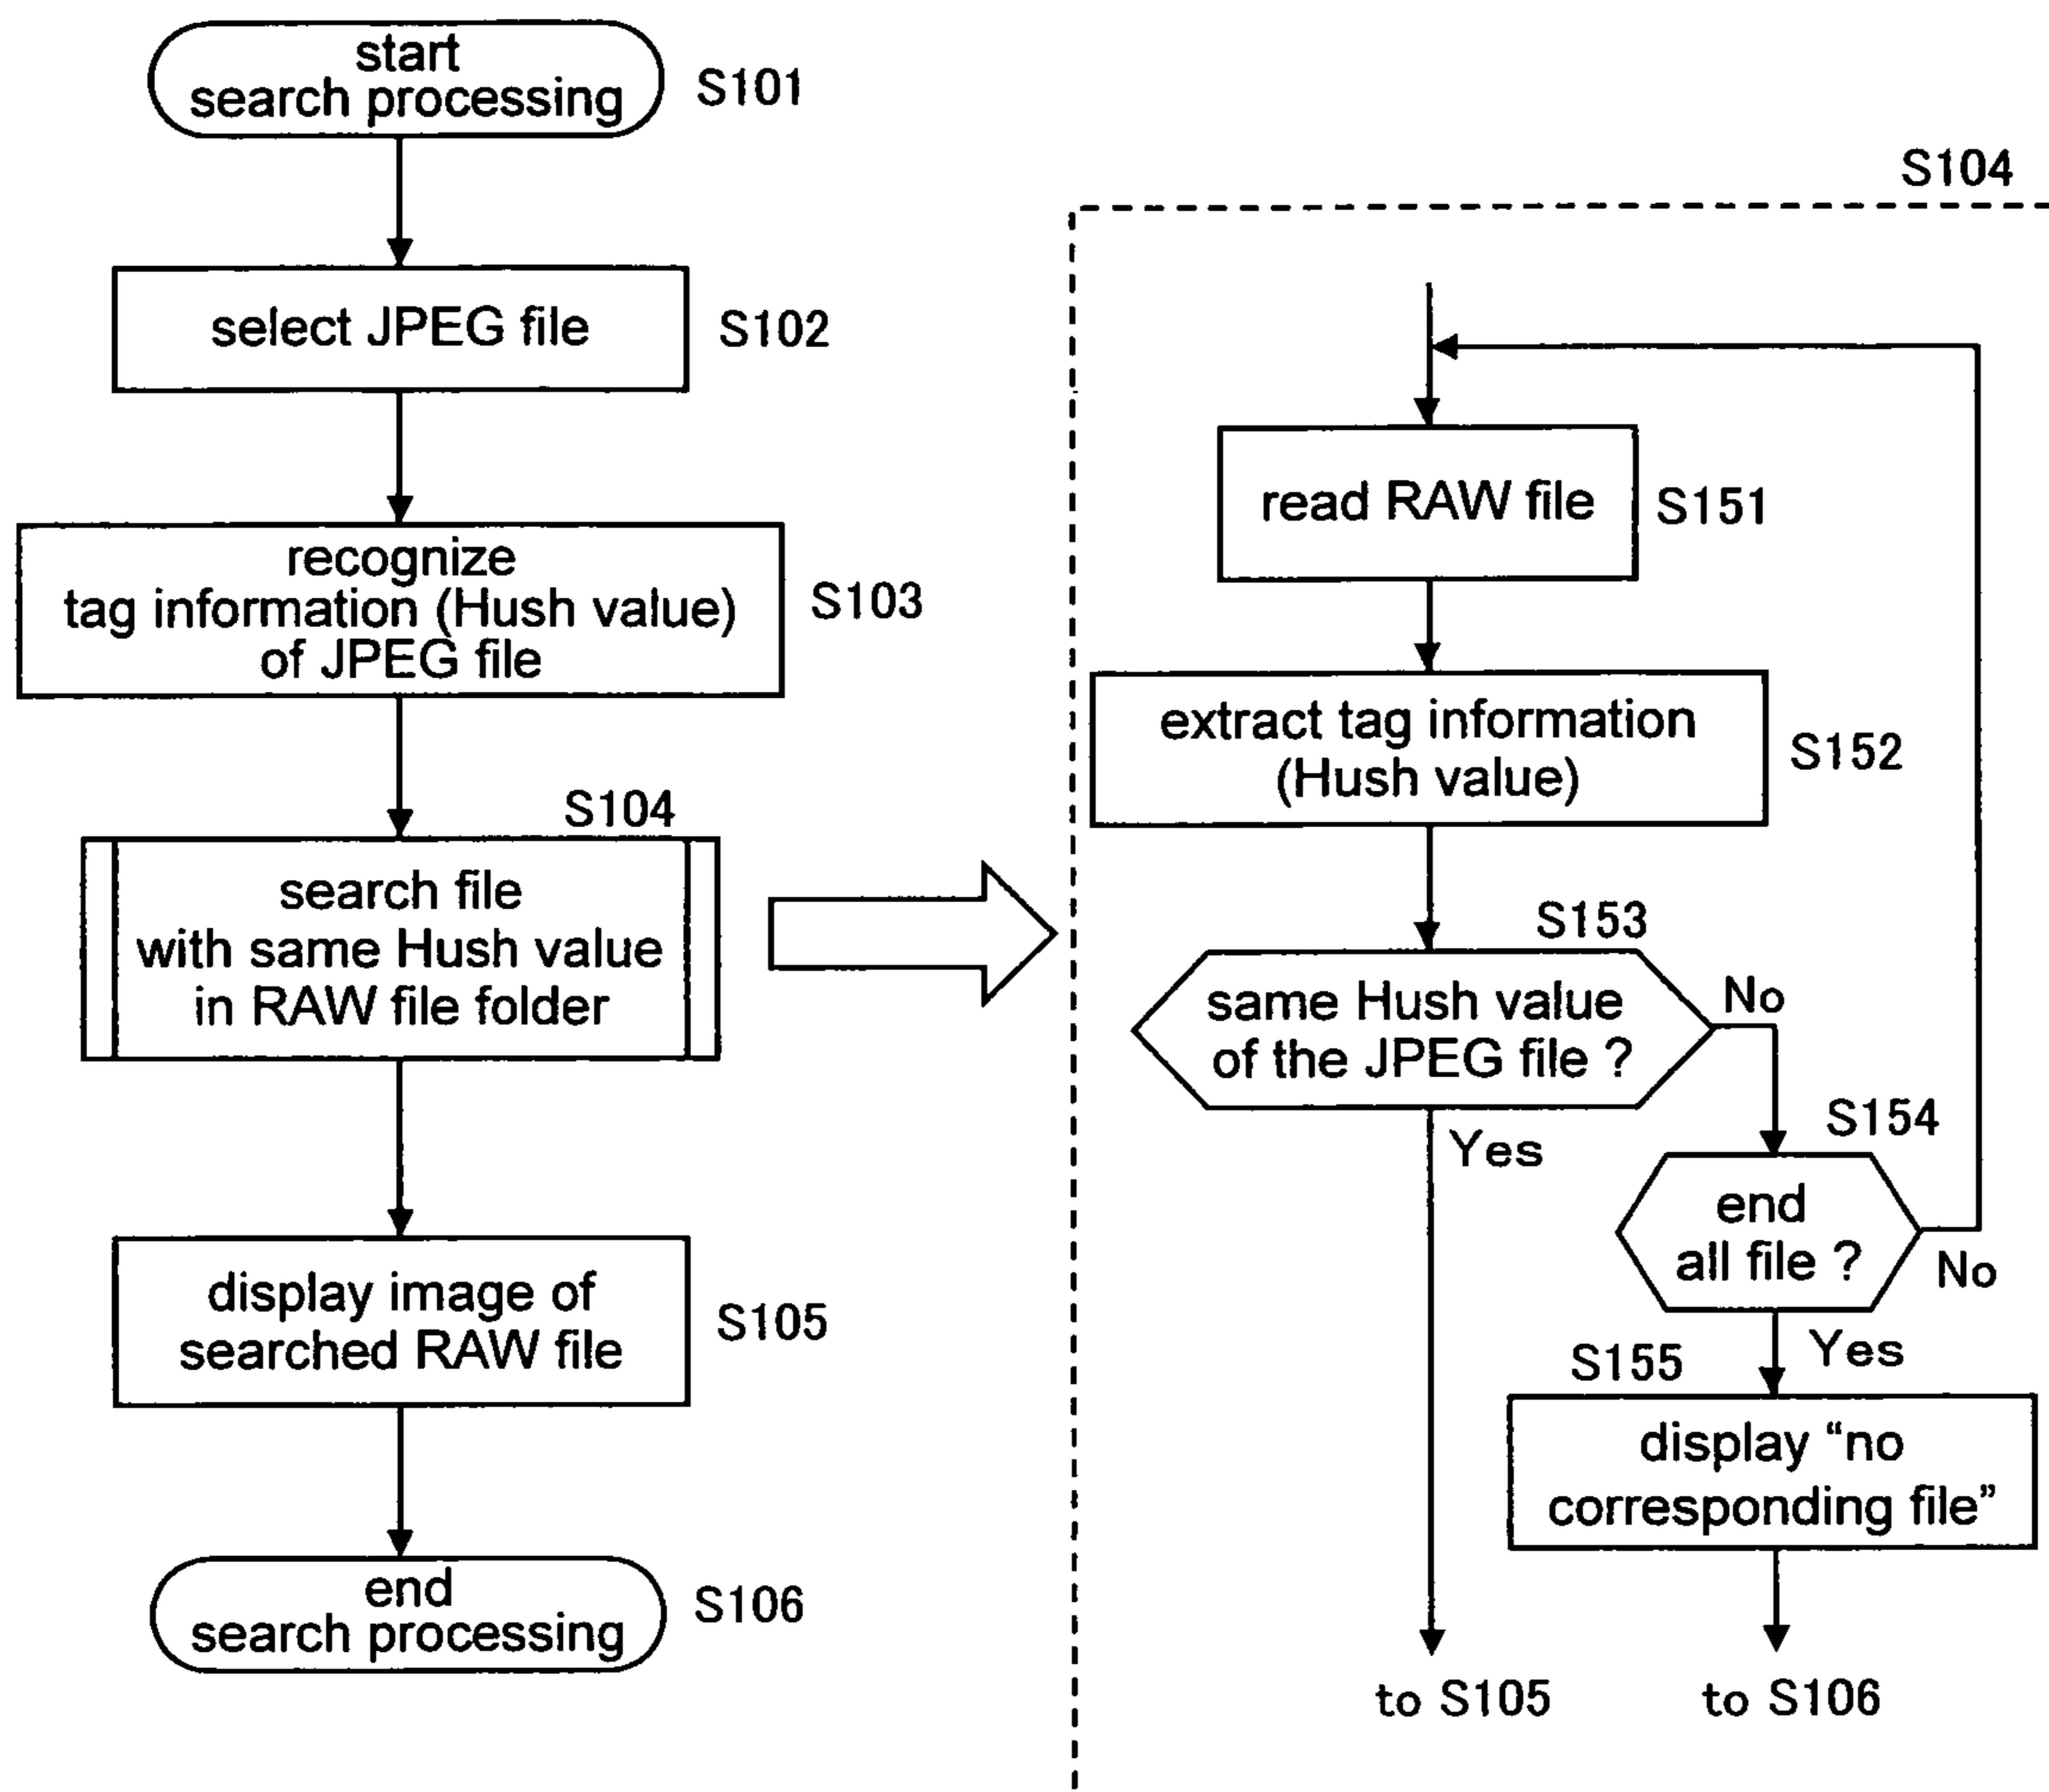 start
search processing
S101
select JPEG file
S102
recognize
tag information (Hush value)
of JPEG file
S103
S104
search file
with same Hush value
in RAW file folder
display image of
searched RAW file
S105
end
search processing
S106
S104
read RAW file
S151
extract tag information
(Hush value)
S152
S153
same Hush value
of the JPEG file ?
No
Yes
S154
end
all file ?
No
Yes
S155
display “no
corresponding file”
to S105
to S106